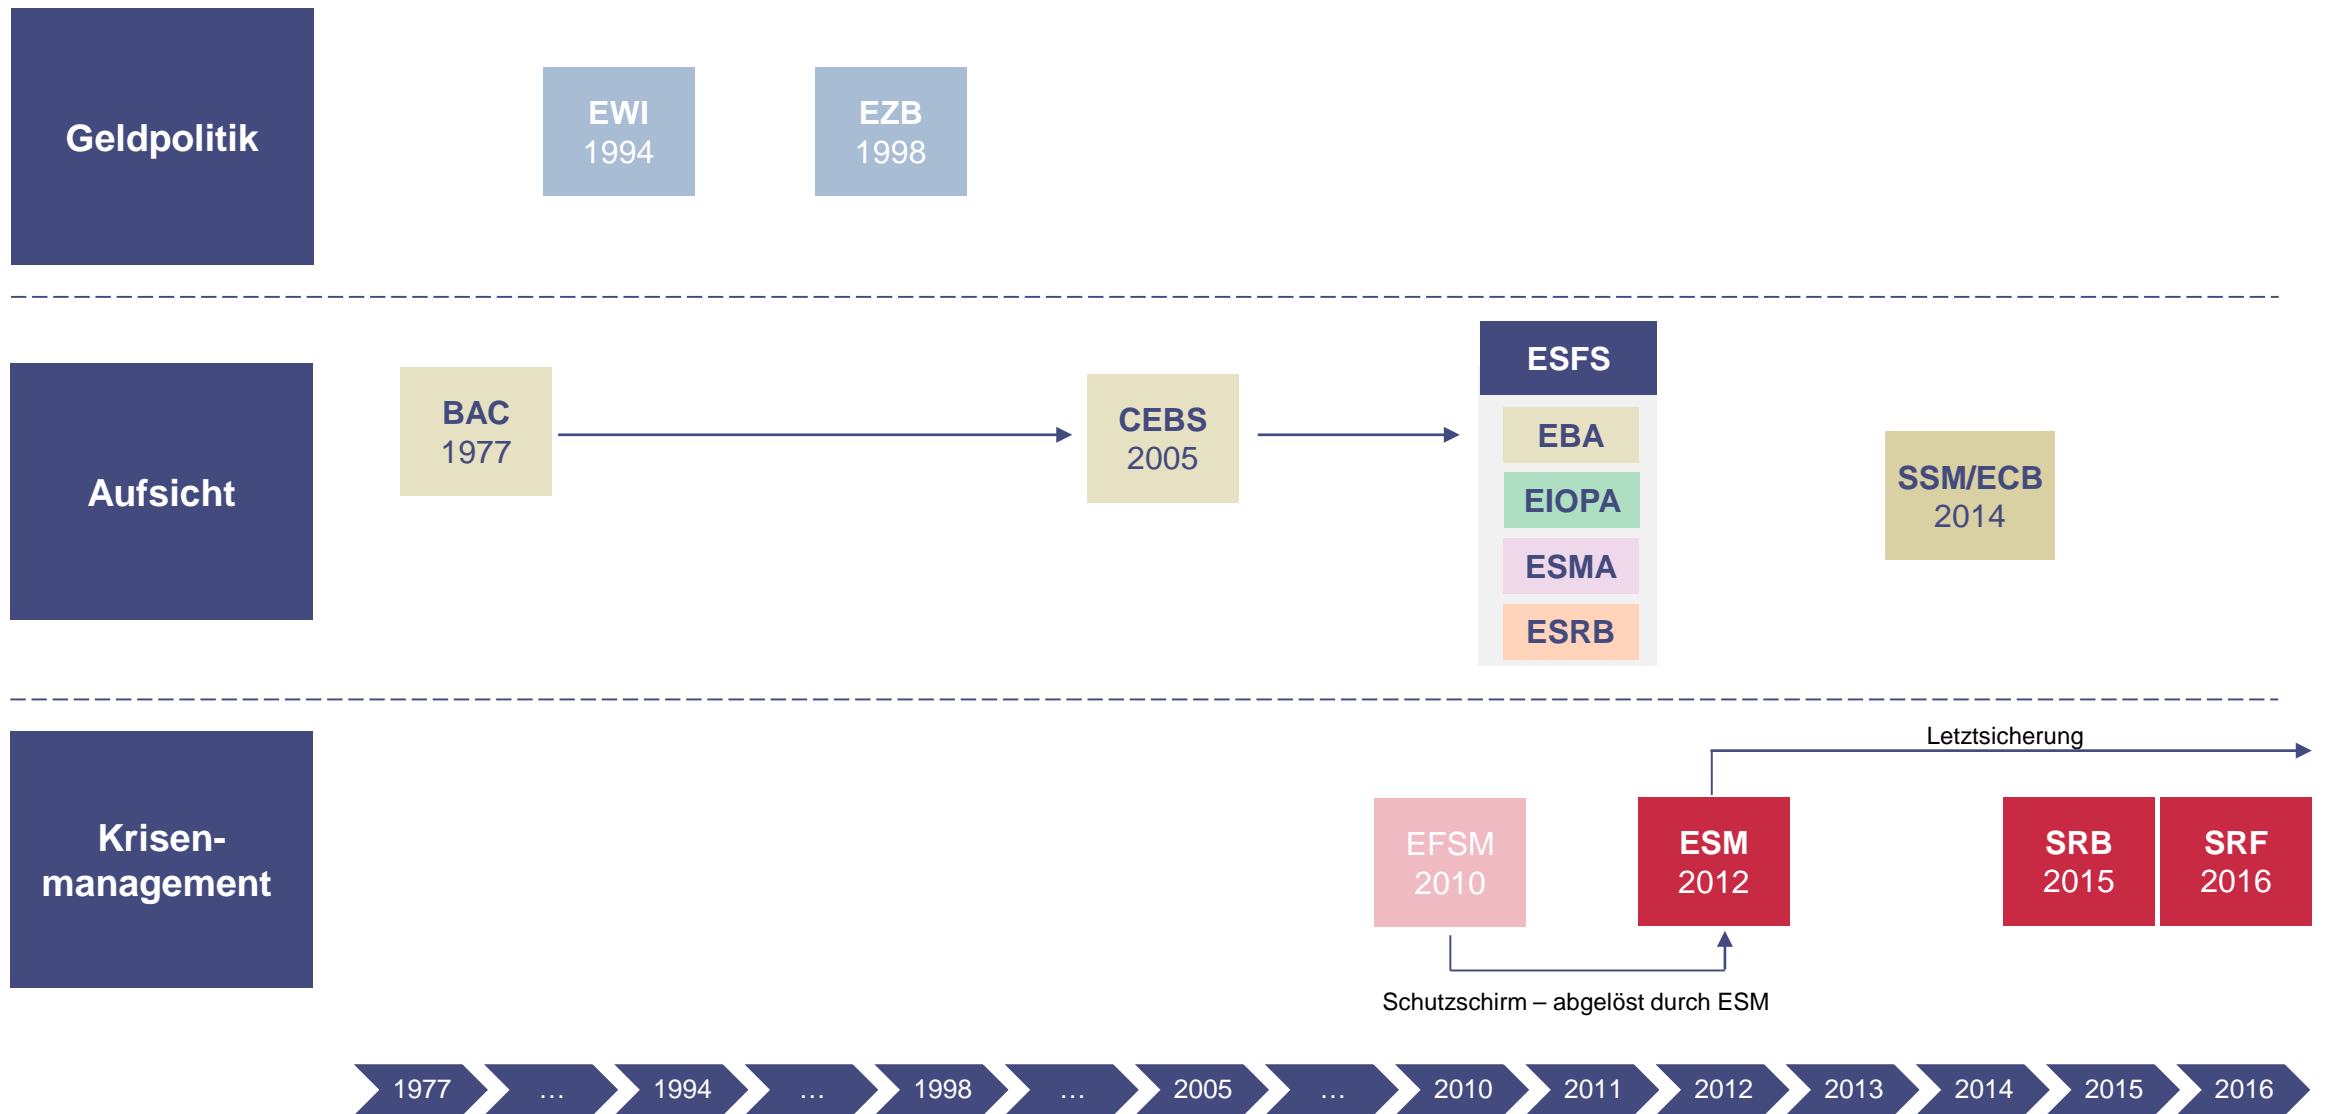 Geldpolitik
EWI
1994
EZB
1998
Aufsicht
BAC
1977
CEBS
2005
ESFS
EBA
EIOPA
ESMA
ESRB
SSM/ECB
2014
Krisen-
management
Letztsicherung
EFSM
2010
ESM
2012
SRB
2015
SRF
2016
Schutzschirm – abgelöst durch ESM
1977 … 1994 … 1998 … 2005 … 2010 2011 2012 2013 2014 2015 2016